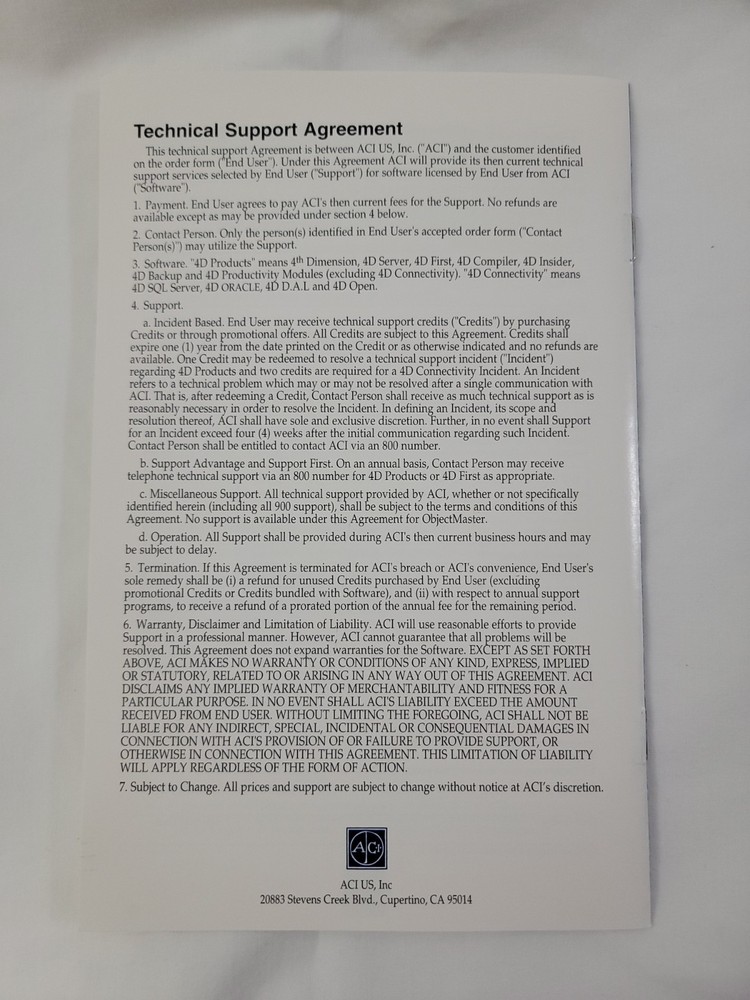 Technical Support Agreement
This technical support Agreement is between ACI US, Inc. ("ACI") and the customer identified
on the order form ("End User"). Under this Agreement ACI will provide its then current technical
support services selected by End User ("Support") for software licensed by End User from ACI
("Software").
1. Payment. End User agrees to pay ACI's then current fees for the Support. No refunds are
available except as may be provided under section 4 below.
2. Contact Person. Only the person(s) identified in End User's accepted order form ("Contact
Person(s)") may utilize the Support.
3. Software. "4D Products" means 4th Dimension, 4D Server, 4D First, 4D Compiler, 4D Insider,
4D Backup and 4D Productivity Modules (excluding 4D Connectivity). "4D Connectivity" means
4D SQL Server, 4D ORACLE, 4D D.A.L and 4D Open.
4. Support.
a. Incident Based. End User may receive technical support credits ("Credits") by purchasing
Credits or through promotional offers. All Credits are subject to this Agreement. Credits shall
expire one (1) year from the date printed on the Credit or as otherwise indicated and no refunds are
available. One Credit may be redeemed to resolve a technical support incident ("Incident")
regarding 4D Products and two credits are required for a 4D Connectivity Incident. An Incident
refers to a technical problem which may or may not be resolved after a single communication with
ACI. That is, after redeeming a Credit, Contact Person shall receive as much technical support as is
reasonably necessary in order to resolve the Incident. In defining an Incident, its scope and
resolution thereof, ACI shall have sole and exclusive discretion. Further, in no event shall Support
for an Incident exceed four (4) weeks after the initial communication regarding such Incident.
Contact Person shall be entitled to contact ACI via an 800 number.
b. Support Advantage and Support First. On an annual basis, Contact Person may receive
telephone technical support via an 800 number for 4D Products or 4D First as appropriate.
c. Miscellaneous Support. All technical support provided by ACI, whether or not specifically
identified herein (including all 900 support), shall be subject to the terms and conditions of this
Agreement. No support is available under this Agreement for ObjectMaster.
d. Operation. All Support shall be provided during ACI's then current business hours and may
be subject to delay.
5. Termination. If this Agreement is terminated for ACI's breach or ACI's convenience, End User's
sole remedy shall be (i) a refund for unused Credits purchased by End User (excluding
promotional Credits or Credits bundled with Software), and (ii) with respect to annual support
programs, to receive a refund of a prorated portion of the annual fee for the remaining period.
6. Warranty, Disclaimer and Limitation of Liability. ACI will use reasonable efforts to provide
Support in a professional manner. However, ACI cannot guarantee that all problems will be
resolved. This Agreement does not expand warranties for the Software. EXCEPT AS SET FORTH
ABOVE, ACI MAKES NO WARRANTY OR CONDITIONS OF ANY KIND, EXPRESS, IMPLIED
OR STATUTORY, RELATED TO OR ARISING IN ANY WAY OUT OF THIS AGREEMENT. ACI
DISCLAIMS ANY IMPLIED WARRANTY OF MERCHANTABILITY AND FITNESS FOR A
PARTICULAR PURPOSE. IN NO EVENT SHALL ACI'S LIABILITY EXCEED THE AMOUNT
RECEIVED FROM END USER. WITHOUT LIMITING THE FOREGOING, ACI SHALL NOT BE
LIABLE FOR ANY INDIRECT, SPECIAL, INCIDENTAL OR CONSEQUENTIAL DAMAGES IN
CONNECTION WITH ACI'S PROVISION OF OR FAILURE TO PROVIDE SUPPORT, OR
OTHERWISE IN CONNECTION WITH THIS AGREEMENT. THIS LIMITATION OF LIABILITY
WILL APPLY REGARDLESS OF THE FORM OF ACTION.
7. Subject to Change. All prices and support are subject to change without notice at ACI's discretion.
ACI
ACI US, Inc
20883 Stevens Creek Blvd., Cupertino, CA 95014